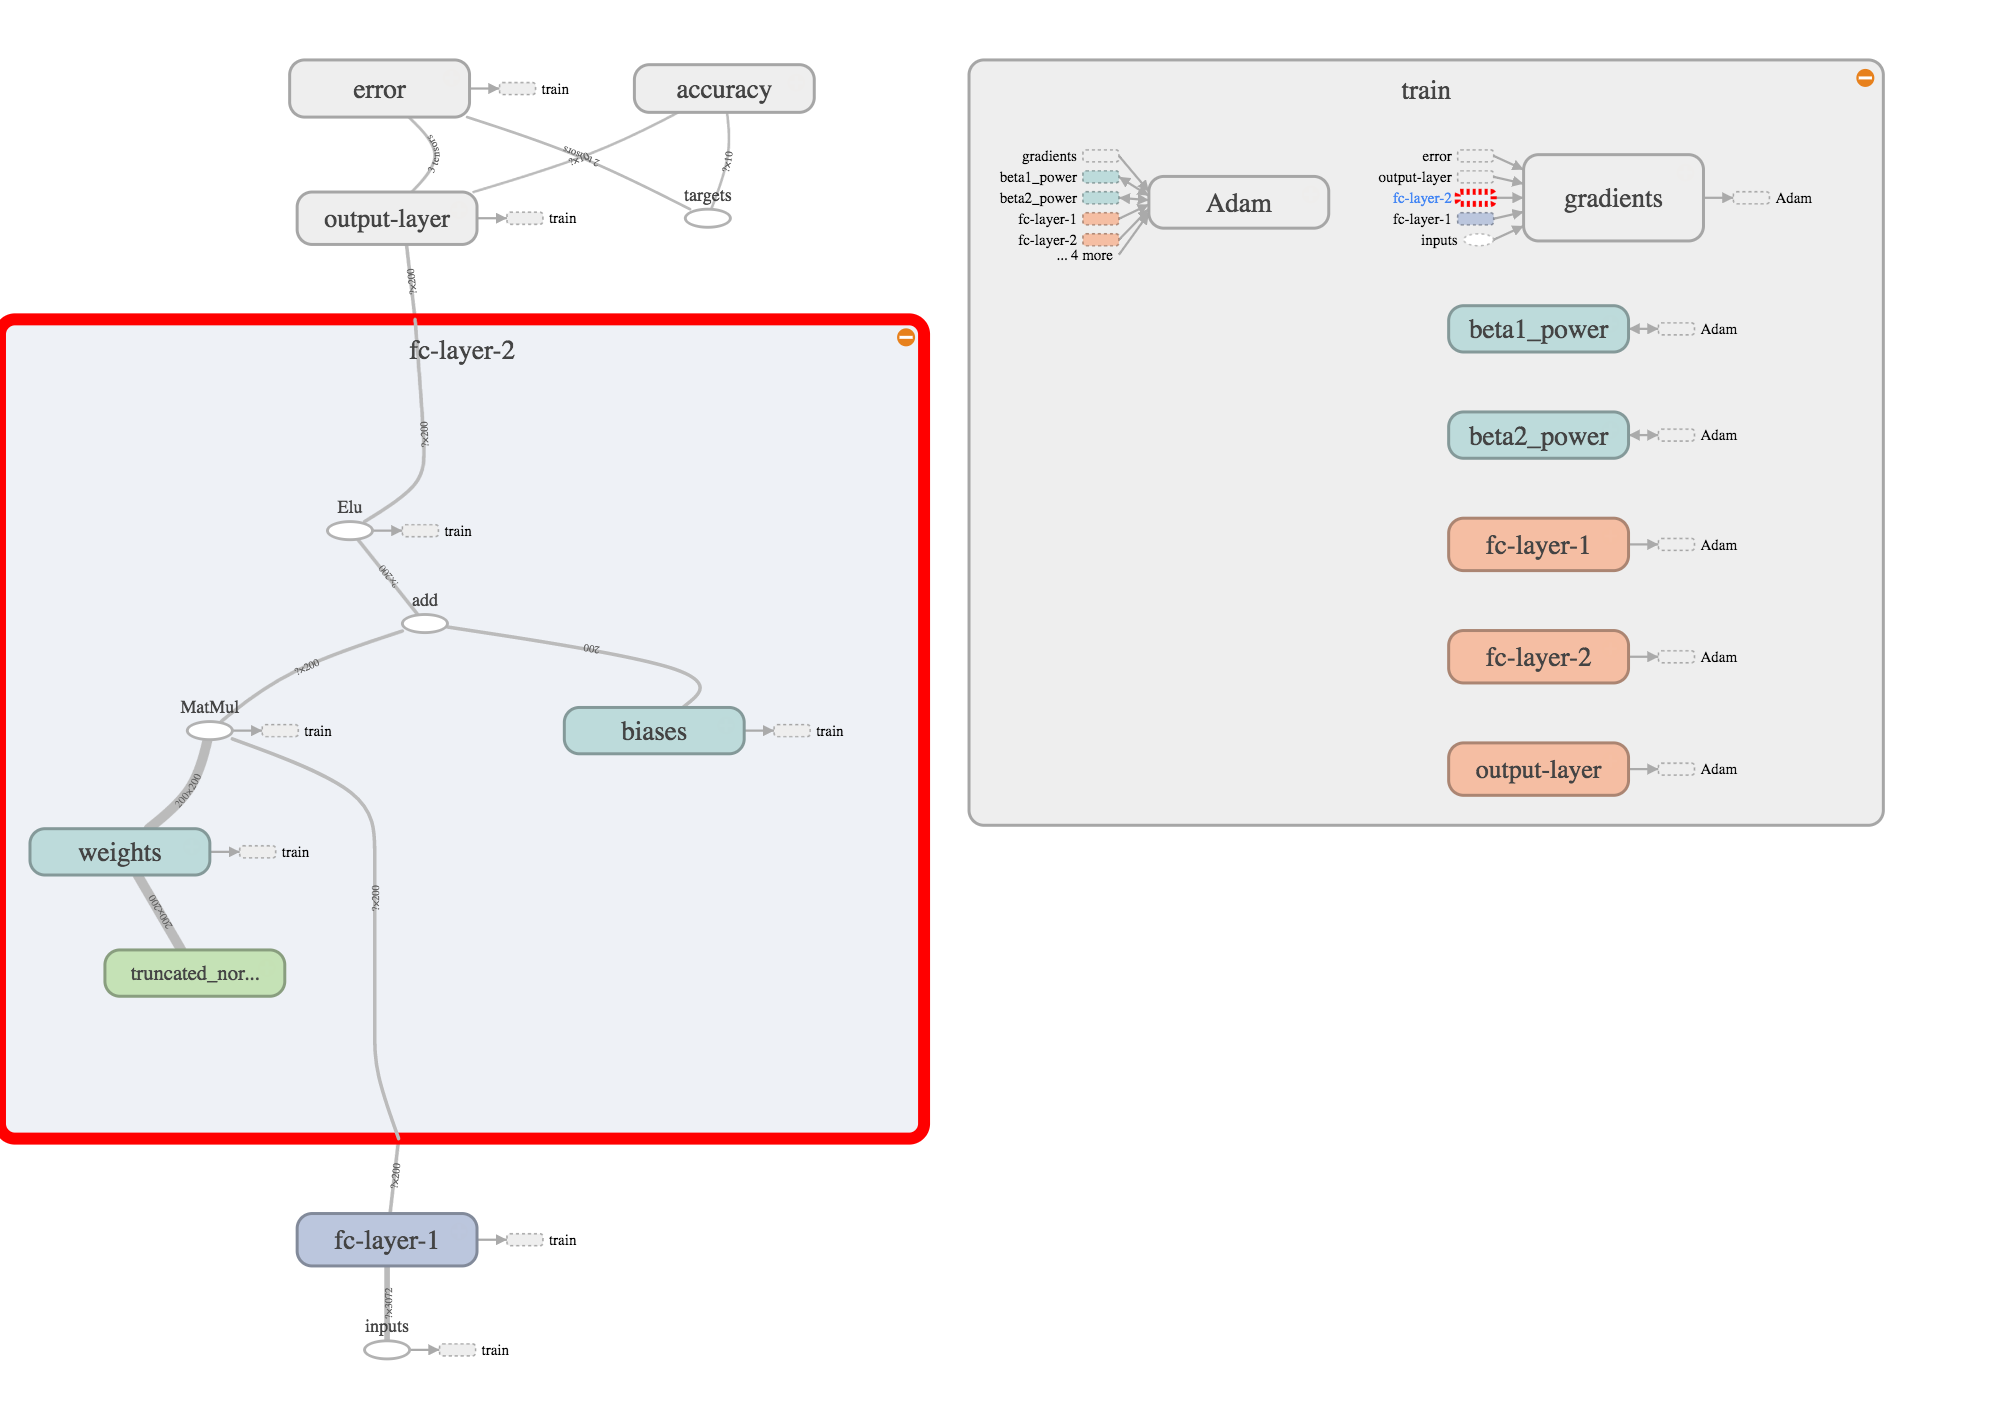 error
train
accuracy
3 tensors
2 tensors
?×10
targets
output-layer
train
?×200
fc-layer-2
?×200
Elu
train
?×200
add
?×200
200
MatMul
train
biases
train
200×200
weights
train
?×200
200×200
truncated_nor...
?×200
fc-layer-1
train
?×3072
inputs
train
train
gradients
beta1_power
beta2_power
fc-layer-1
fc-layer-2
... 4 more
Adam
error
output-layer
fc-layer-2
fc-layer-1
inputs
gradients
Adam
beta1_power
Adam
beta2_power
Adam
fc-layer-1
Adam
fc-layer-2
Adam
output-layer
Adam